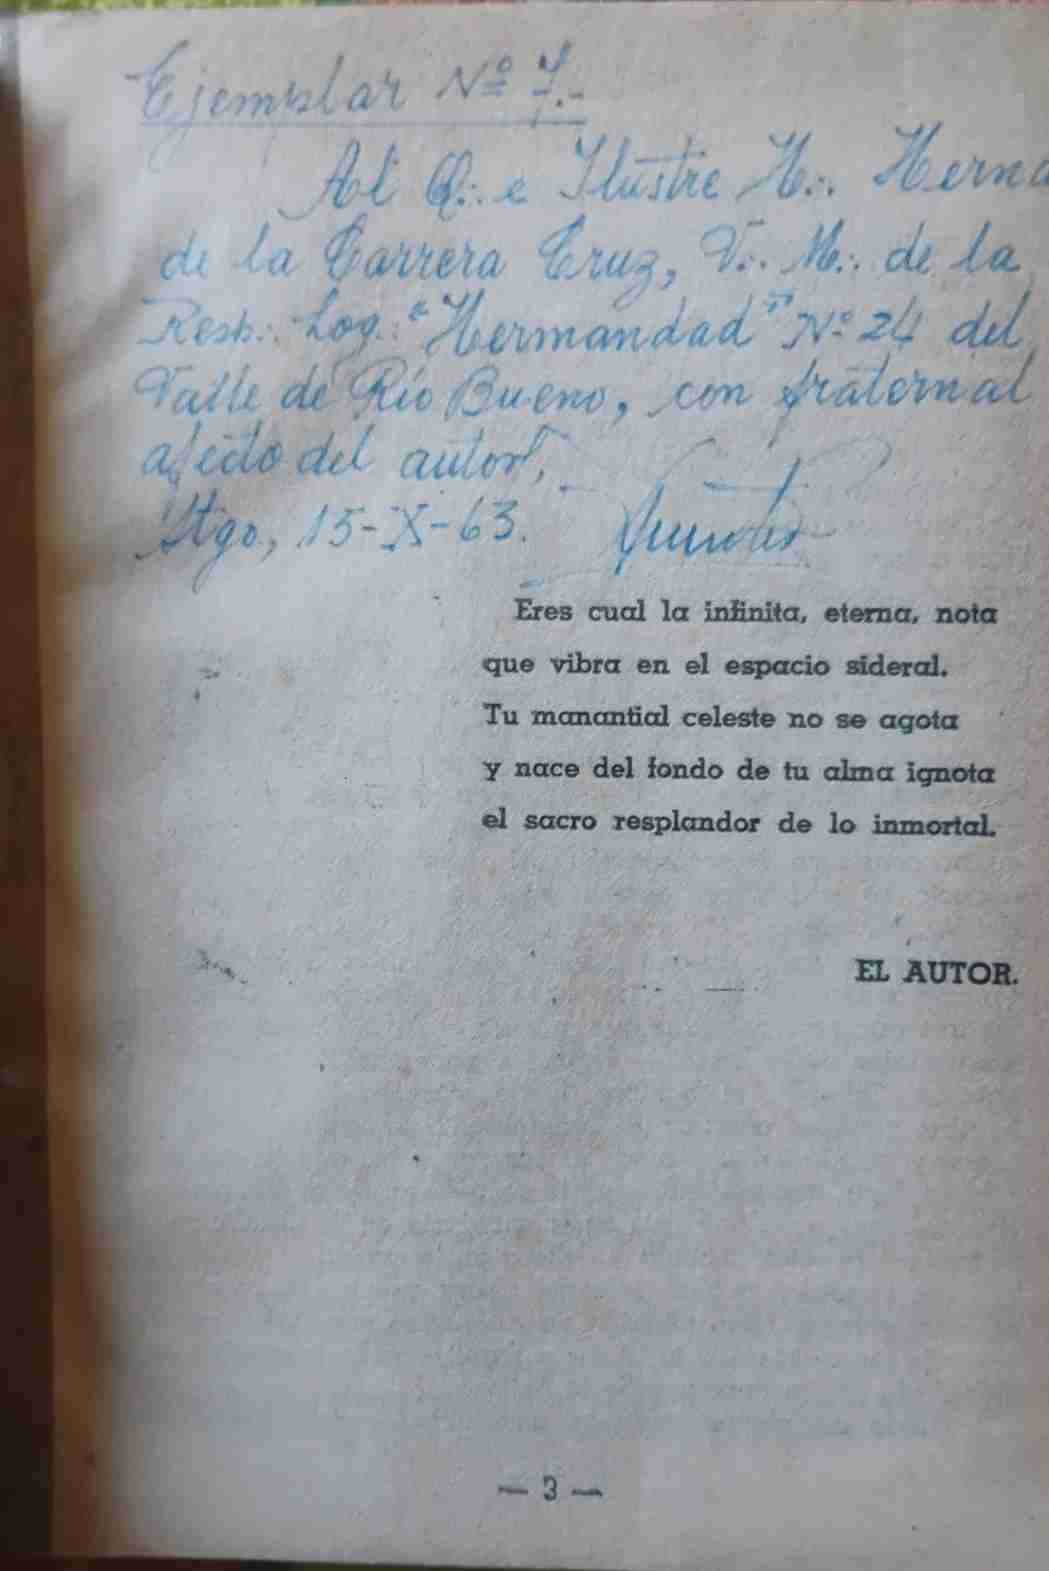 Ejemplar Nº 7.-
Al Q∴ e Ilustre H∴ Herna
de la Carrera Cruz, V∴ M∴ de la
Resp∴ Log∴ "Hermandad" Nº 24 del
Valle de Río Bueno, con fraternal
afecto del autor,
Stgo, 15-X-63.
Eres cual la infinita, eterna, nota
que vibra en el espacio sideral.
Tu manantial celeste no se agota
y nace del fondo de tu alma ignota
el sacro resplandor de lo inmortal.
EL AUTOR.
— 3 —